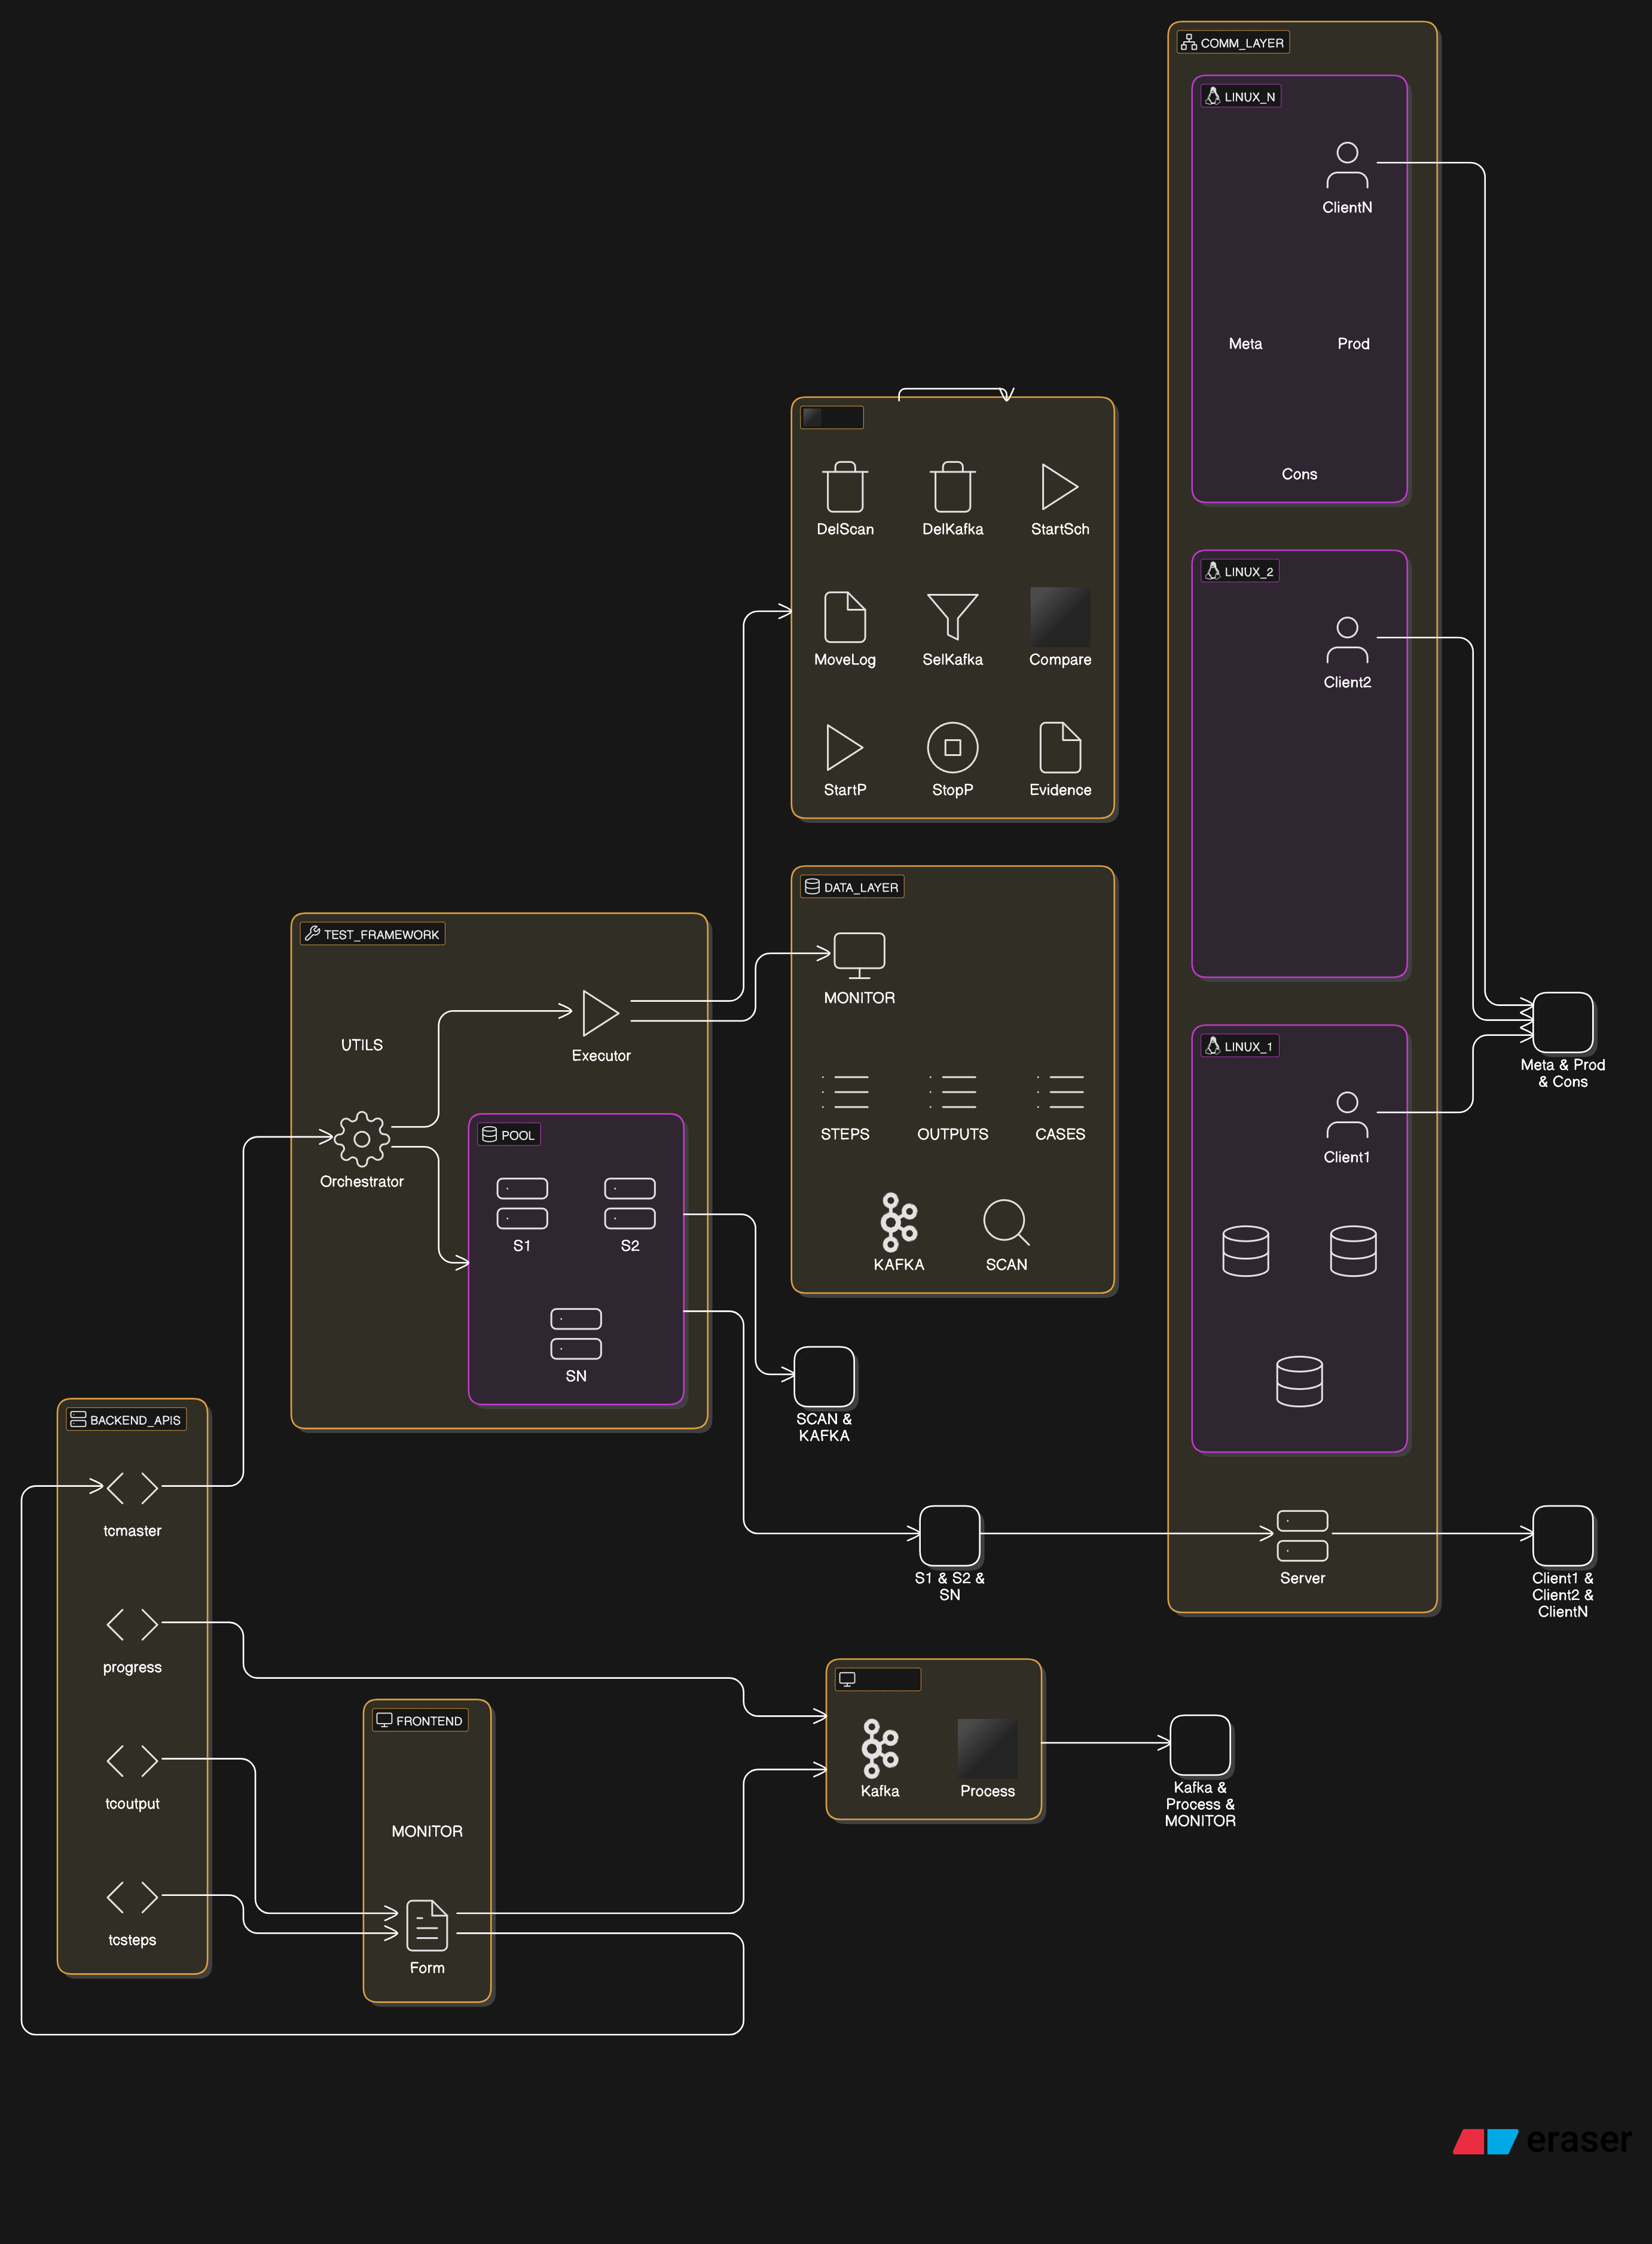 COMM_LAYER
LINUX_N
ClientN
Meta
Prod
Cons
DelScan
DelKafka
StartSch
LINUX_2
MoveLog
SelKafka
Compare
Client2
StartP
StopP
Evidence
DATA_LAYER
TEST_FRAMEWORK
MONITOR
UTILS
Executor
LINUX_1
Meta & Prod
& Cons
STEPS
OUTPUTS
CASES
POOL
Client1
Orchestrator
S1
S2
KAFKA
SCAN
SN
SCAN &
KAFKA
BACKEND_APIS
tcmaster
S1 & S2 &
SN
Server
Client1 &
Client2 &
ClientN
progress
FRONTEND
Kafka
Process
Kafka &
Process &
MONITOR
tcoutput
MONITOR
tcsteps
Form
eraser